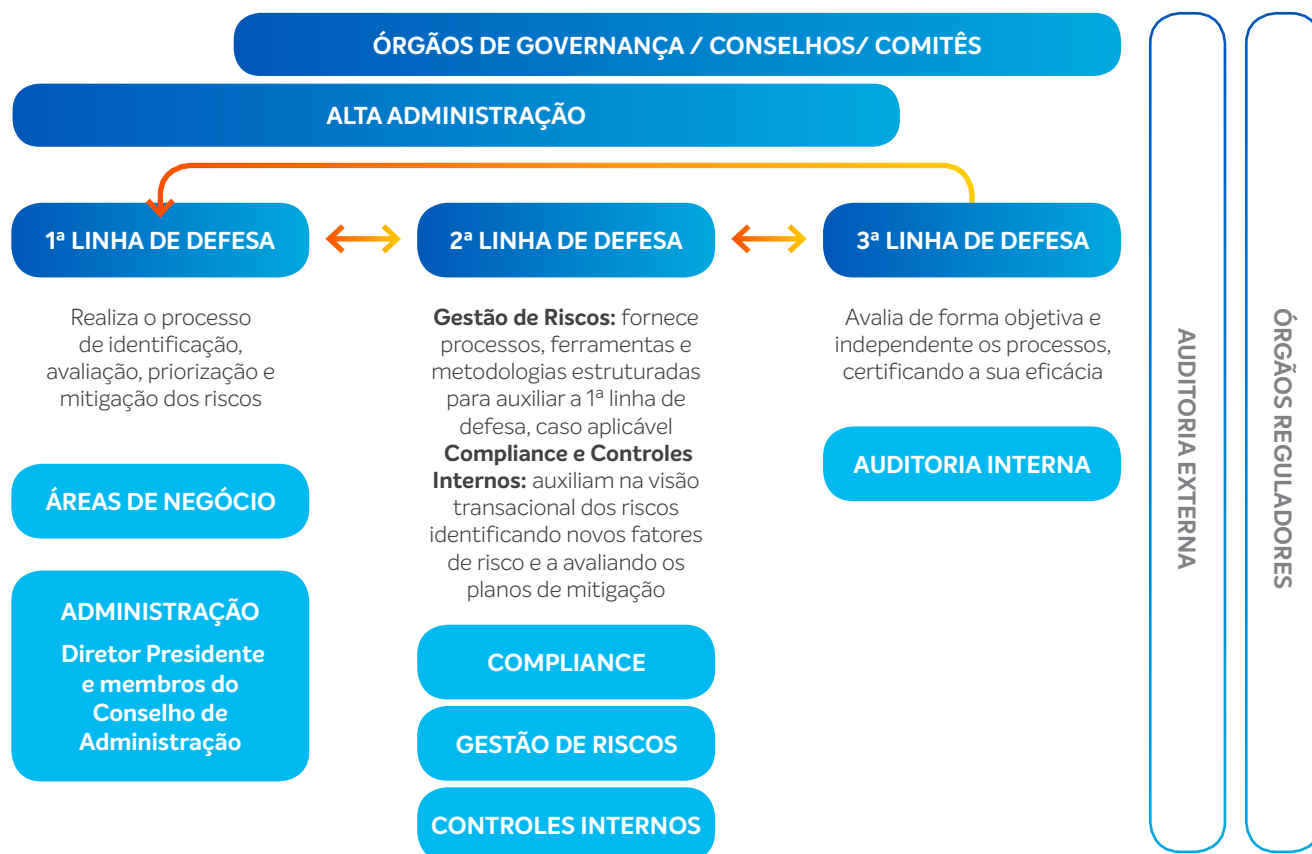 ÓRGÃOS DE GOVERNANÇA / CONSELHOS/ COMITÊS
ALTA ADMINISTRAÇÃO
1ª LINHA DE DEFESA
Realiza o processo
de identificação,
avaliação, priorização e
mitigação dos riscos
ÁREAS DE NEGÓCIO
ADMINISTRAÇÃO
Diretor Presidente
e membros do
Conselho de
Administração
2ª LINHA DE DEFESA
Gestão de Riscos: fornece
processos, ferramentas e
metodologias estruturadas
para auxiliar a 1ª linha de
defesa, caso aplicável
Compliance e Controles
Internos: auxiliam na visão
transacional dos riscos
identificando novos fatores
de risco e a avaliando os
planos de mitigação
COMPLIANCE
GESTÃO DE RISCOS
CONTROLES INTERNOS
3ª LINHA DE DEFESA
Avalia de forma objetiva e
independente os processos,
certificando a sua eficácia
AUDITORIA INTERNA
AUDITORIA EXTERNA
ÓRGÃOS REGULADORES